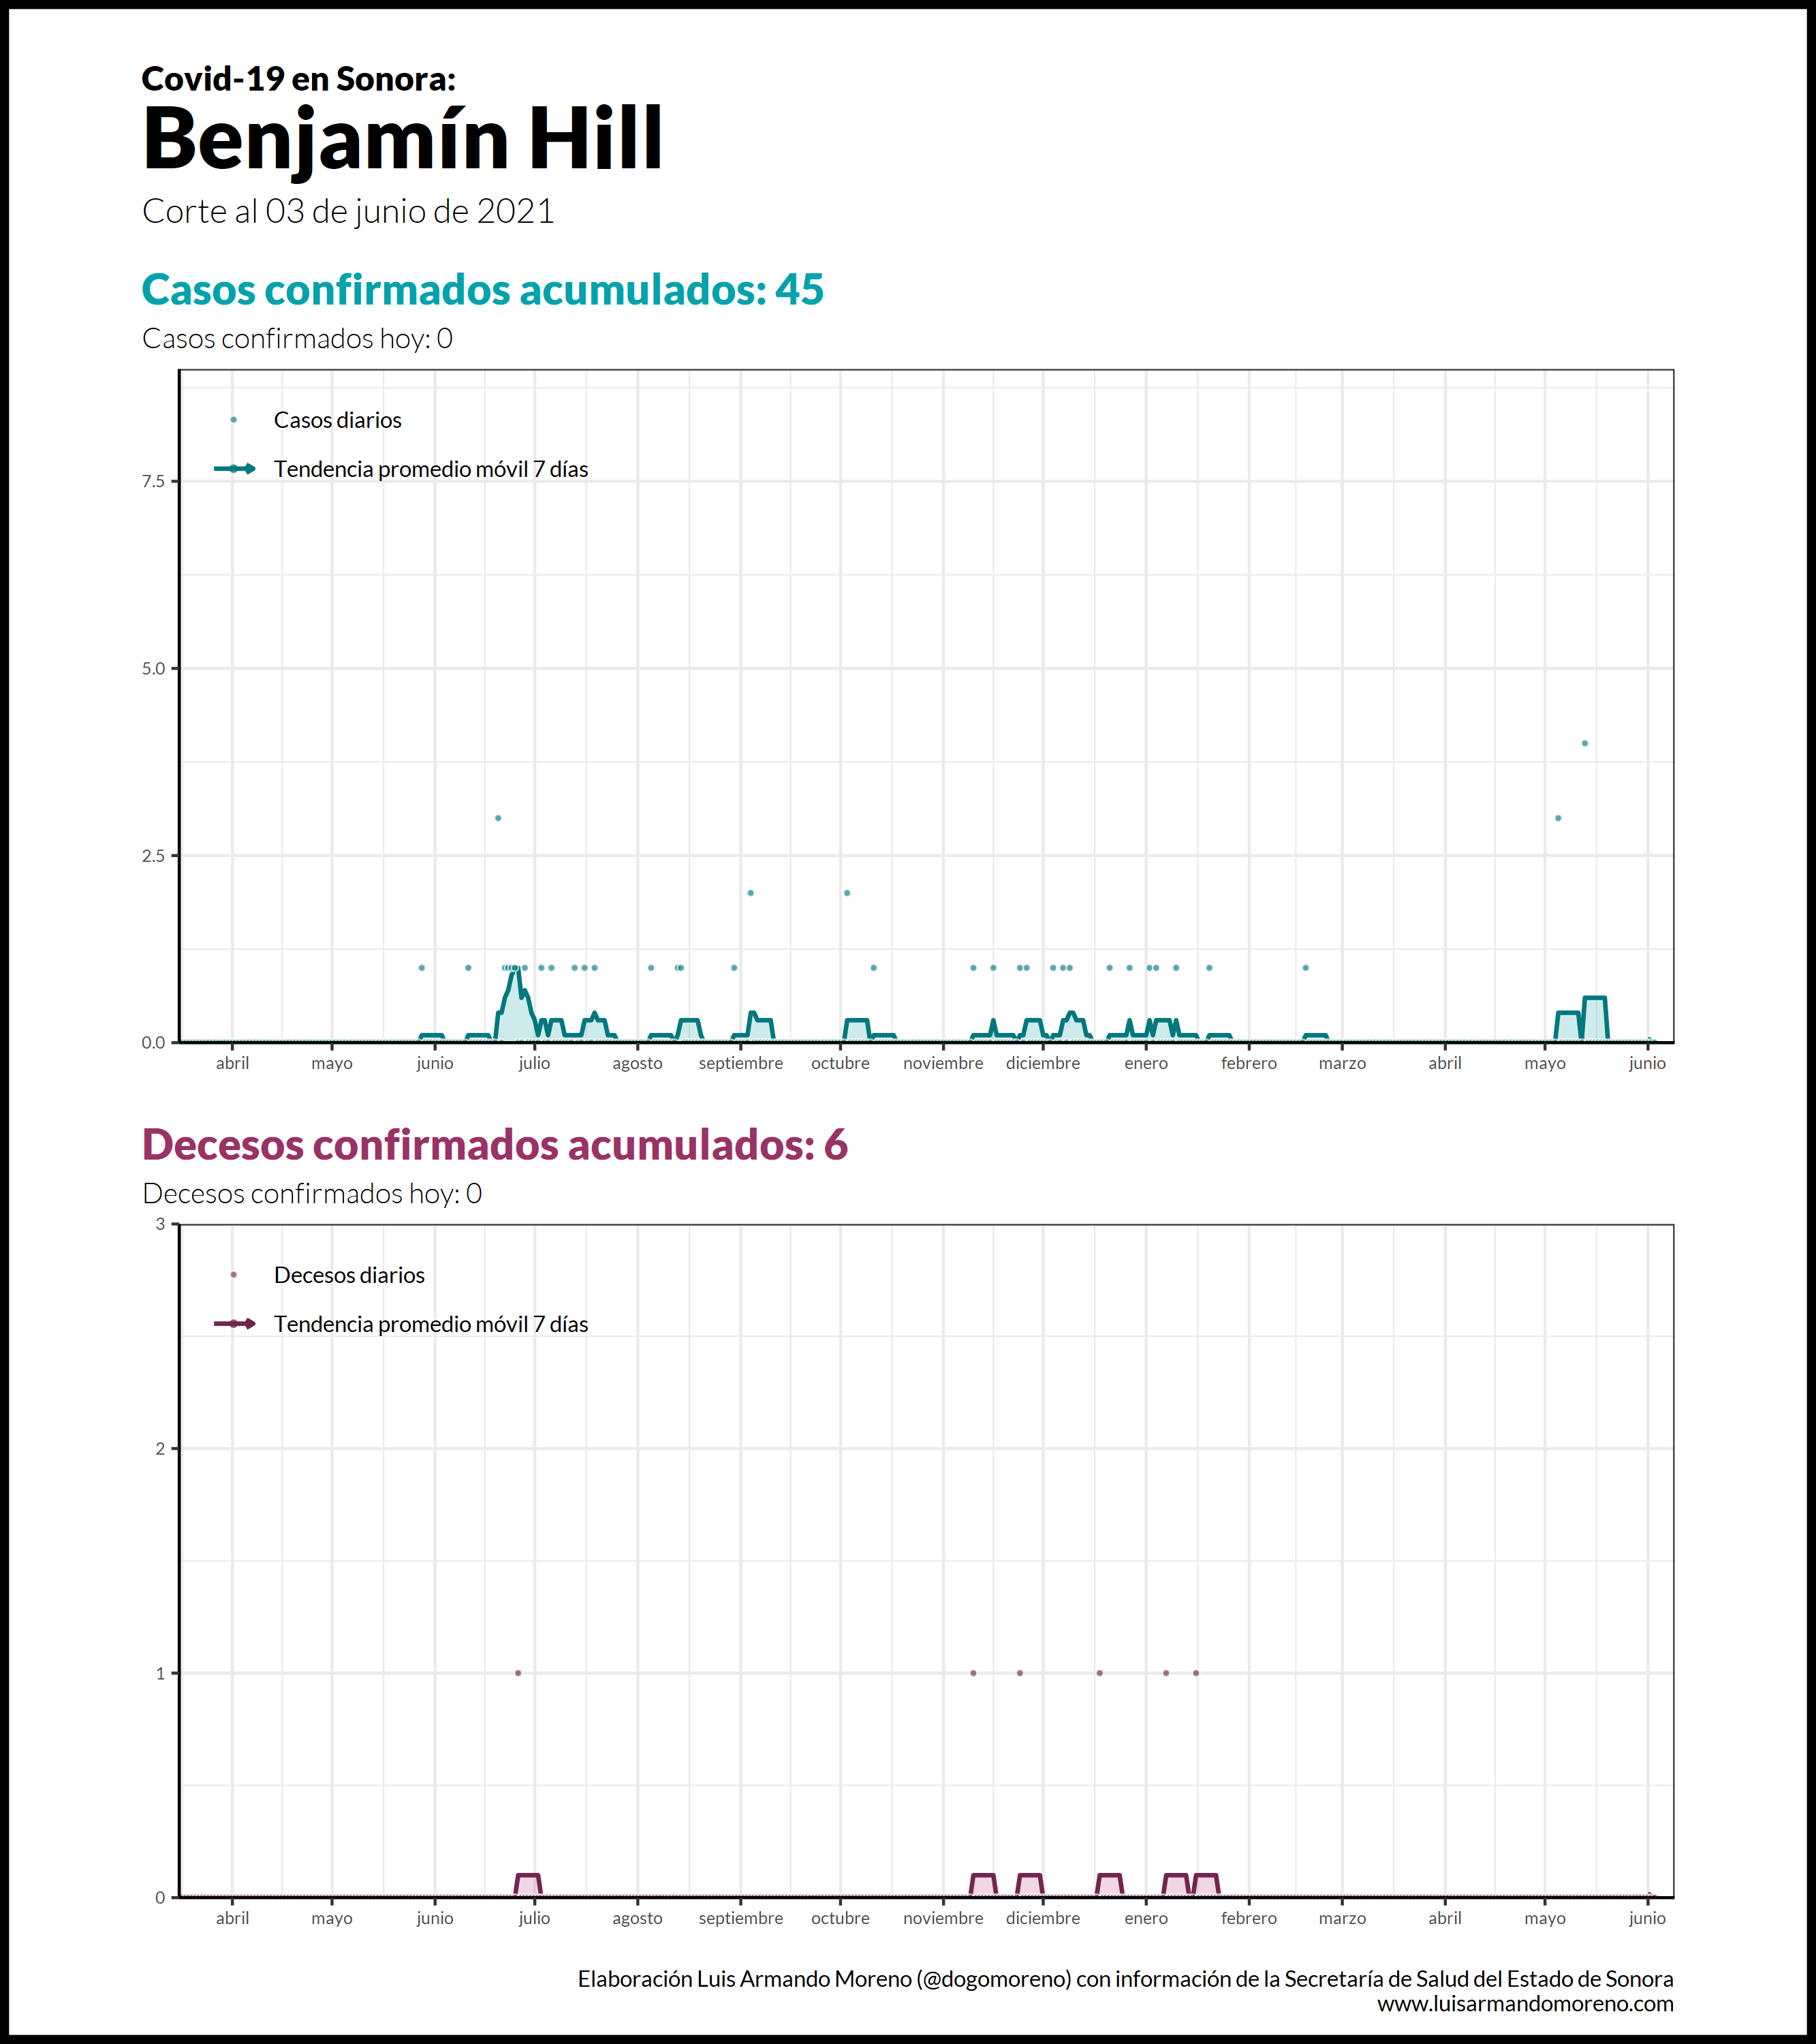 Covid-19 en Sonora:
Benjamín Hill
Corte al 03 de junio de 2021
Casos confirmados acumulados: 45
Casos confirmados hoy: 0
Casos diarios
Tendencia promedio móvil 7 días
7.5
5.0
2.5
0.0
abril mayo junio julio agosto septiembre octubre noviembre diciembre enero febrero marzo abril mayo junio
Decesos confirmados acumulados: 6
Decesos confirmados hoy: 0
3
Decesos diarios
Tendencia promedio móvil 7 días
2
1
0
abril mayo junio julio agosto septiembre octubre noviembre diciembre enero febrero marzo abril mayo junio
Elaboración Luis Armando Moreno (@dogomoreno) con información de la Secretaría de Salud del Estado de Sonora
www.luisarmandomoreno.com